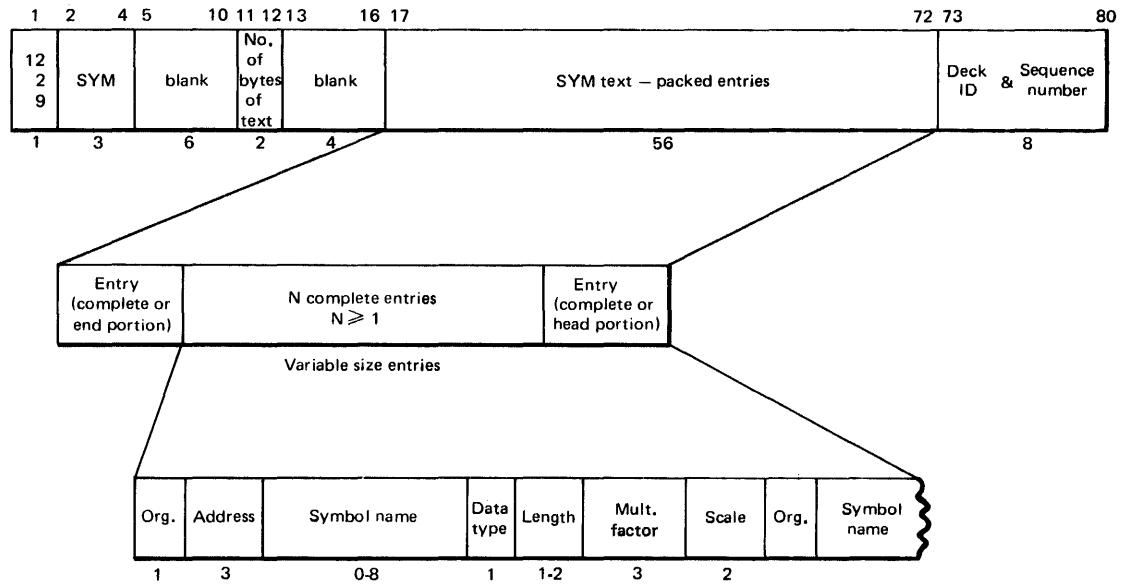 1 2 4 5 10 11 12 13 16 17 72 73 80
12
2
9
SYM
blank
No.
of
bytes
of
text
blank
SYM text — packed entries
Deck
ID
&
Sequence
number
1 3 6 2 4 56 8
Entry
(complete or
end portion)
N complete entries
N ⩾ 1
Entry
(complete or
head portion)
Variable size entries
Org.
Address
Symbol name
Data
type
Length
Mult.
factor
Scale
Org.
Symbol
name
1 3 0-8 1 1-2 3 2